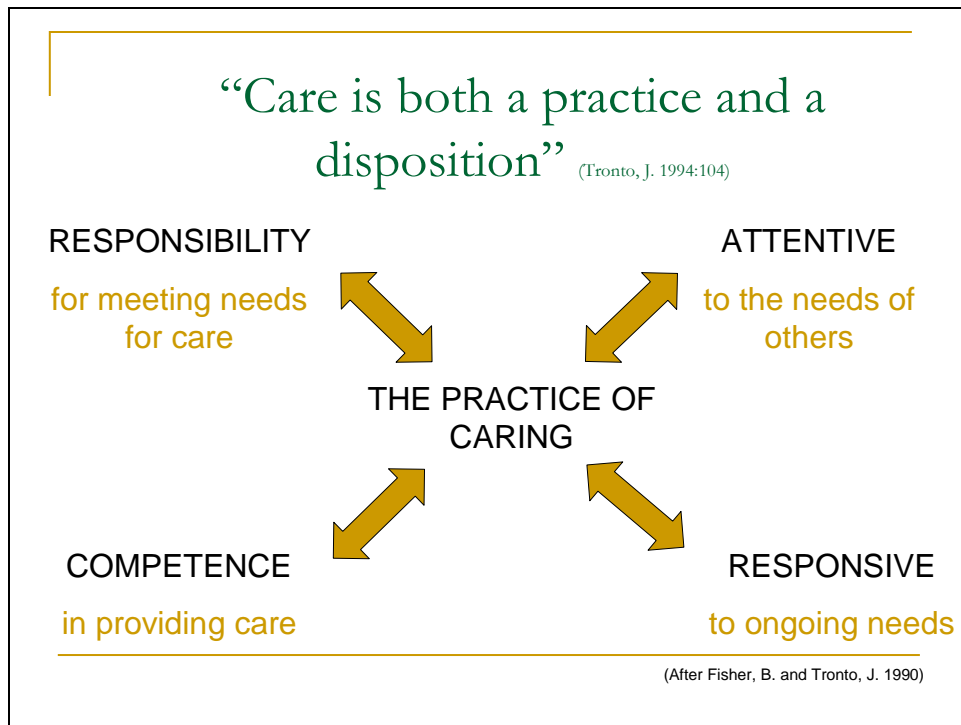 “Care is both a practice and a
disposition” (Tronto, J. 1994:104)
RESPONSIBILITY
for meeting needs
for care
ATTENTIVE
to the needs of
others
THE PRACTICE OF
CARING
COMPETENCE
in providing care
RESPONSIVE
to ongoing needs
(After Fisher, B. and Tronto, J. 1990)